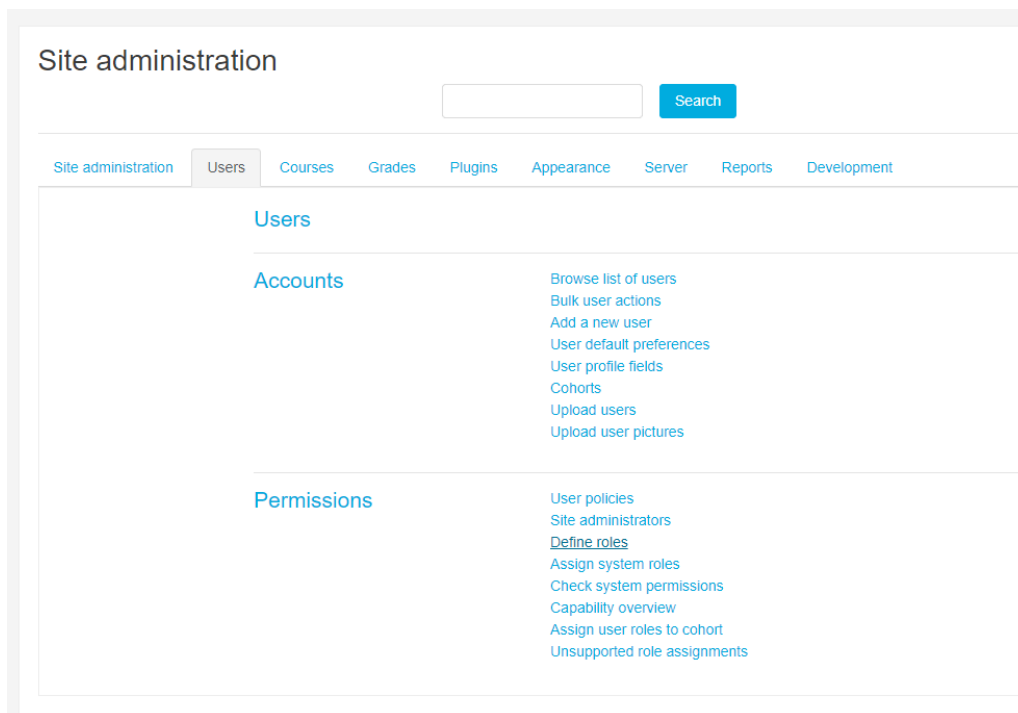 Site administration
Search
Site administration Users Courses Grades Plugins Appearance Server Reports Development
Users
Accounts
Browse list of users
Bulk user actions
Add a new user
User default preferences
User profile fields
Cohorts
Upload users
Upload user pictures
Permissions
User policies
Site administrators
Define roles
Assign system roles
Check system permissions
Capability overview
Assign user roles to cohort
Unsupported role assignments